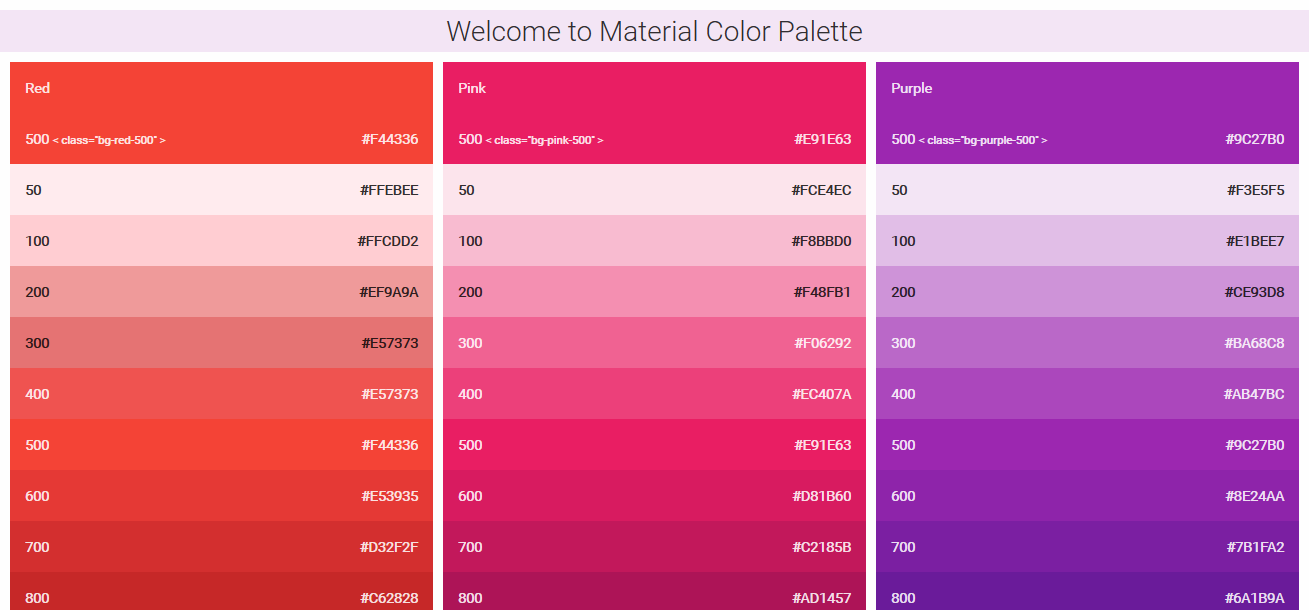 Welcome to Material Color Palette
Red
500 < class="bg-red-500" > #F44336
50 #FFEBEE
100 #FFCDD2
200 #EF9A9A
300 #E57373
400 #E57373
500 #F44336
600 #E53935
700 #D32F2F
800 #C62828
Pink
500 < class="bg-pink-500" > #E91E63
50 #FCE4EC
100 #F8BBD0
200 #F48FB1
300 #F06292
400 #EC407A
500 #E91E63
600 #D81B60
700 #C2185B
800 #AD1457
Purple
500 < class="bg-purple-500" > #9C27B0
50 #F3E5F5
100 #E1BEE7
200 #CE93D8
300 #BA68C8
400 #AB47BC
500 #9C27B0
600 #8E24AA
700 #7B1FA2
800 #6A1B9A